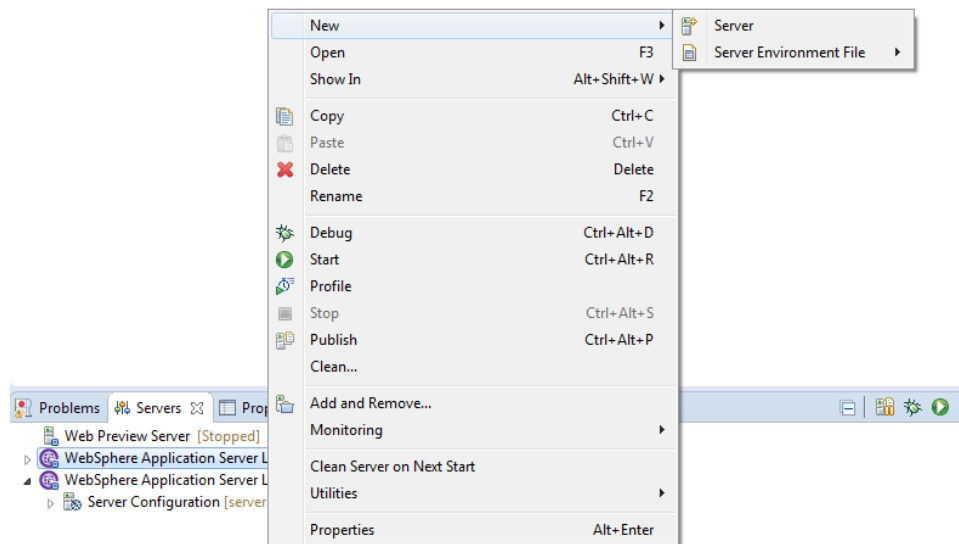 New
Server
Server Environment File
Open F3
Show In Alt+Shift+W
Copy Ctrl+C
Paste Ctrl+V
Delete Delete
Rename F2
Debug Ctrl+Alt+D
Start Ctrl+Alt+R
Profile
Stop Ctrl+Alt+S
Publish Ctrl+Alt+P
Clean...
Add and Remove...
Monitoring
Clean Server on Next Start
Utilities
Properties Alt+Enter
Problems Servers Prop
Web Preview Server [Stopped]
WebSphere Application Server L
WebSphere Application Server L
Server Configuration [server